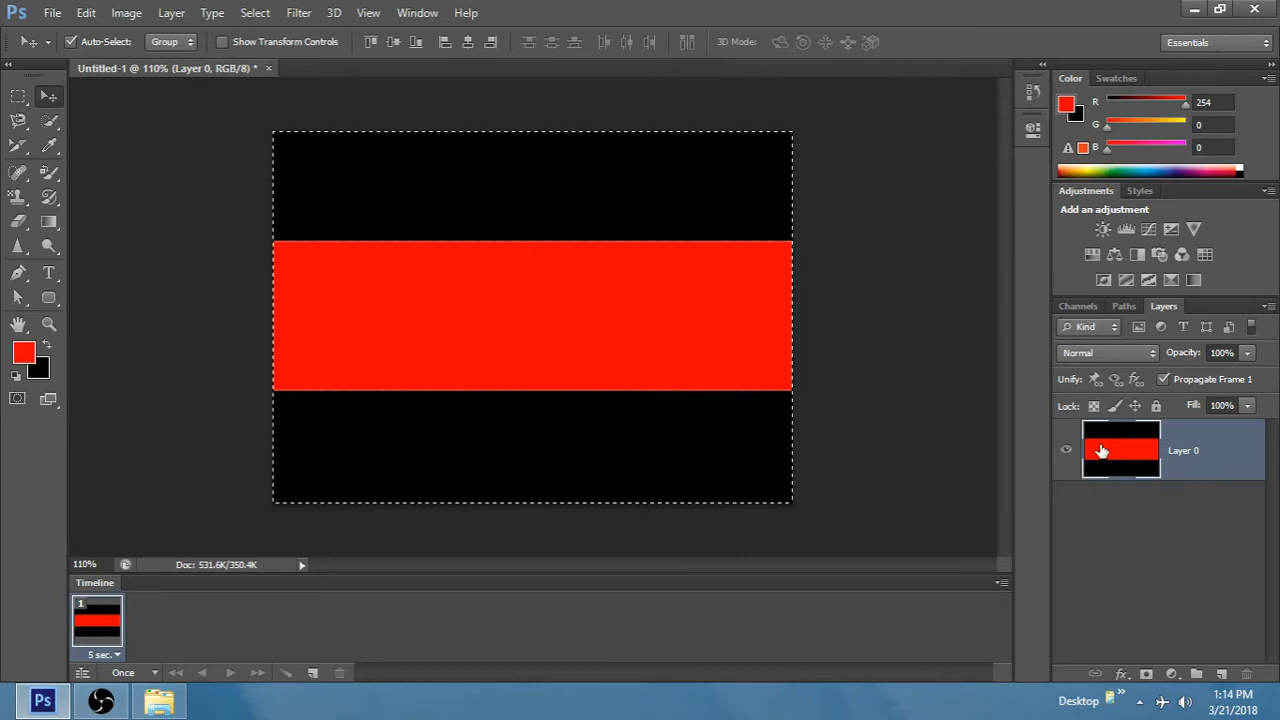 Ps File Edit Image Layer Type Select Filter 3D View Window Help
Auto-Select: Group Show Transform Controls 3D Mode: Essentials
Untitled-1 @ 110% (Layer 0, RGB/8) * ×
Color Swatches
R 254
G 0
B 0
Adjustments Styles
Add an adjustment
Channels Paths Layers
Kind
Normal Opacity: 100%
Unify: Propagate Frame 1
Lock: Fill: 100%
Layer 0
110% Doc: 531.6K/350.4K
Timeline
1
5 sec.
Once
Ps Desktop 1:14 PM
3/21/2018